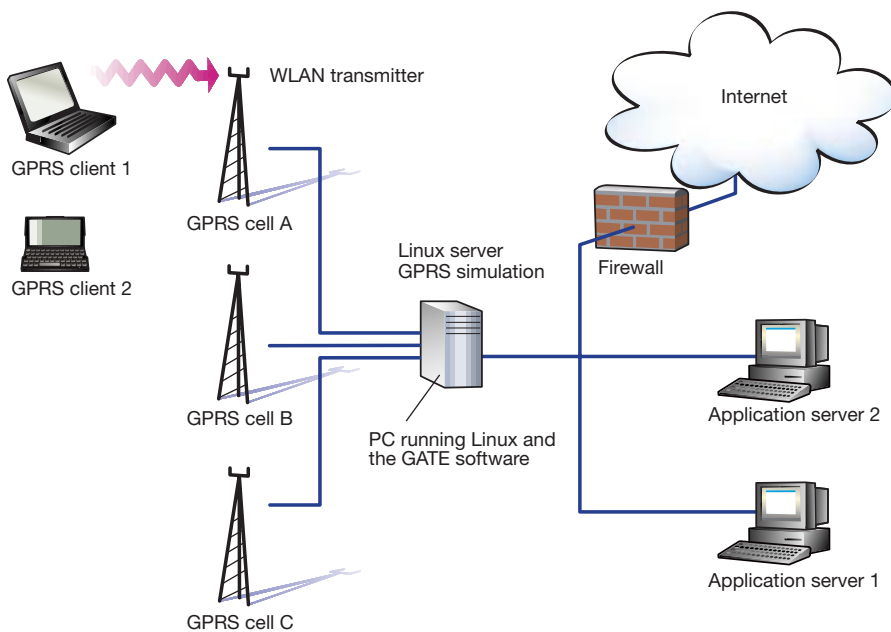 WLAN transmitter
Internet
GPRS client 1
GPRS cell A
Linux server
GPRS simulation
Firewall
GPRS client 2
GPRS cell B
PC running Linux and
the GATE software
Application server 2
GPRS cell C
Application server 1